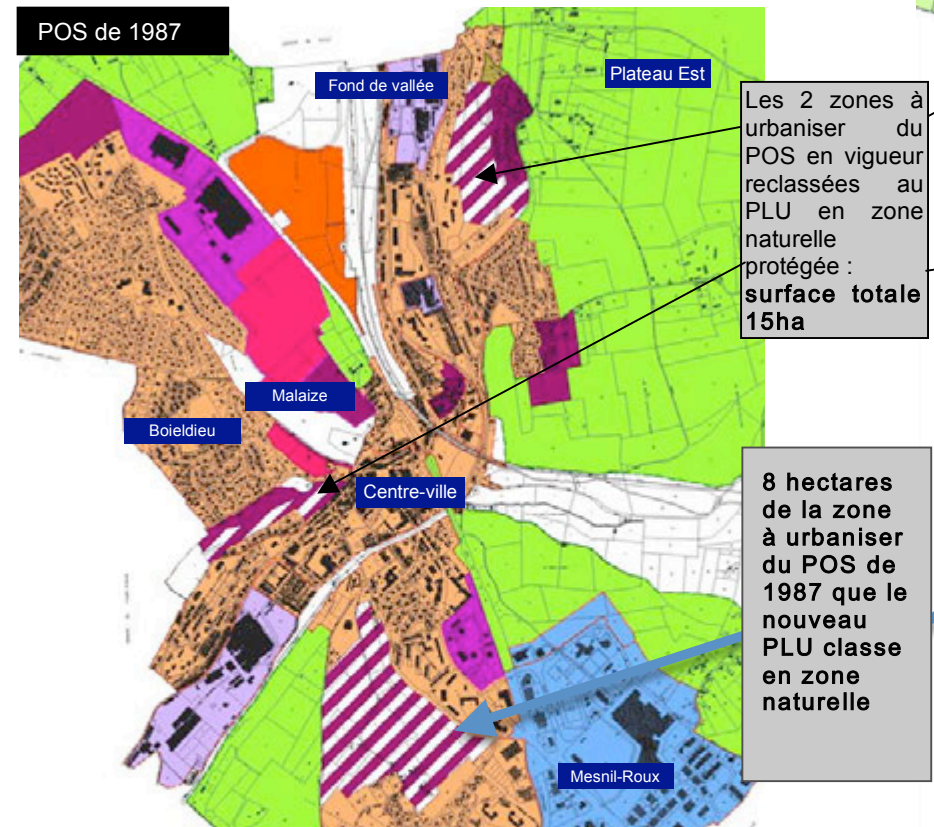 POS de 1987
Fond de vallée
Plateau Est
Les 2 zones à
urbaniser du
POS en vigueur
reclassées au
PLU en zone
naturelle
protégée :
surface totale
15ha
Malaize
Boieldieu
Centre-ville
8 hectares
de la zone
à urbaniser
du POS de
1987 que le
nouveau
PLU classe
en zone
naturelle
Mesnil-Roux